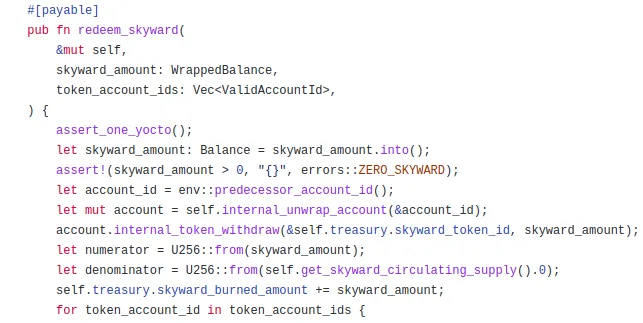 #[payable]
pub fn redeem_skyward(
    &mut self,
    skyward_amount: WrappedBalance,
    token_account_ids: Vec<ValidAccountId>,
) {
    assert_one_yocto();
    let skyward_amount: Balance = skyward_amount.into();
    assert!(skyward_amount > 0, "{}", errors::ZERO_SKYWARD);
    let account_id = env::predecessor_account_id();
    let mut account = self.internal_unwrap_account(&account_id);
    account.internal_token_withdraw(&self.treasury.skyward_token_id, skyward_amount);
    let numerator = U256::from(skyward_amount);
    let denominator = U256::from(self.get_skyward_circulating_supply().0);
    self.treasury.skyward_burned_amount += skyward_amount;
    for token_account_id in token_account_ids {